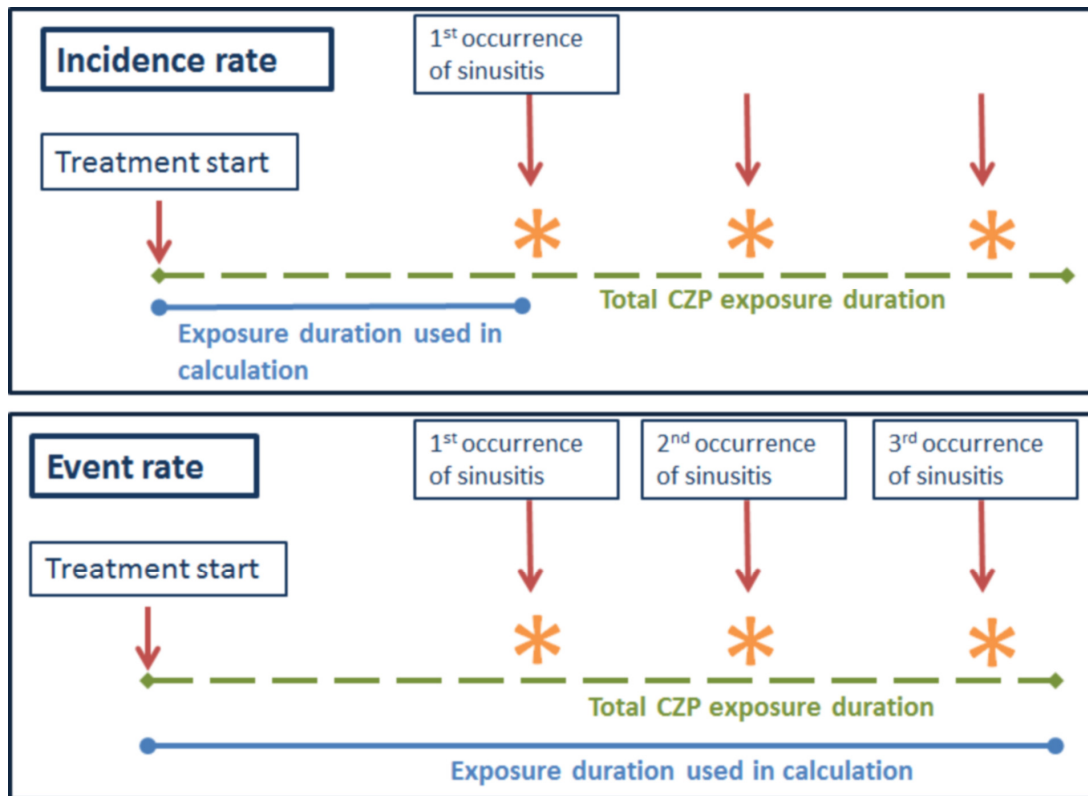 Incidence rate
1st occurrence
of sinusitis
Treatment start
*
*
*
Total CZP exposure duration
Exposure duration used in
calculation
Event rate
1st occurrence
of sinusitis
2nd occurrence
of sinusitis
3rd occurrence
of sinusitis
Treatment start
*
*
*
Total CZP exposure duration
Exposure duration used in calculation